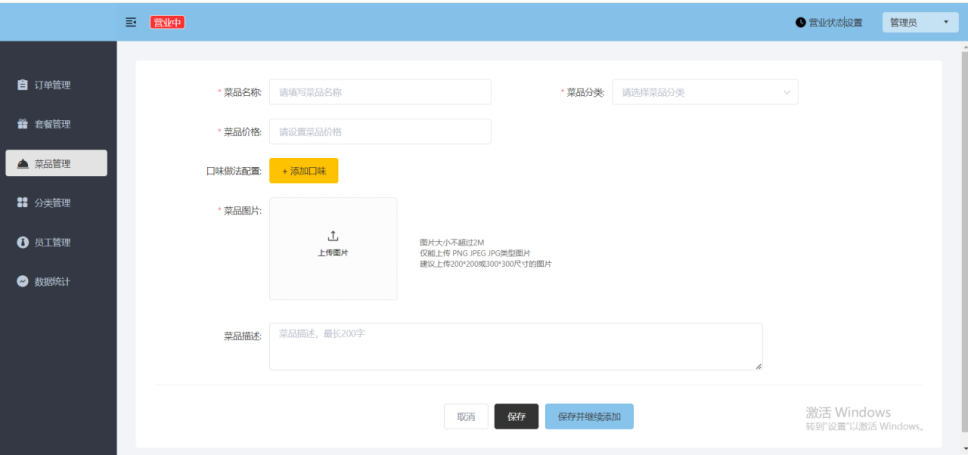 营业中
营业状态设置
管理员
订单管理
套餐管理
菜品管理
分类管理
员工管理
数据统计
* 菜品名称: 请填写菜品名称
* 菜品分类: 请选择菜品分类
* 菜品价格: 请设置菜品价格
口味做法配置: + 添加口味
* 菜品图片:
上传图片
图片大小不超过2M
仅能上传 PNG JPEG JPG类型图片
建议上传200*200或300*300尺寸的图片
菜品描述: 菜品描述，最长200字
取消 保存 保存并继续添加
激活 Windows
转到"设置"以激活 Windows。